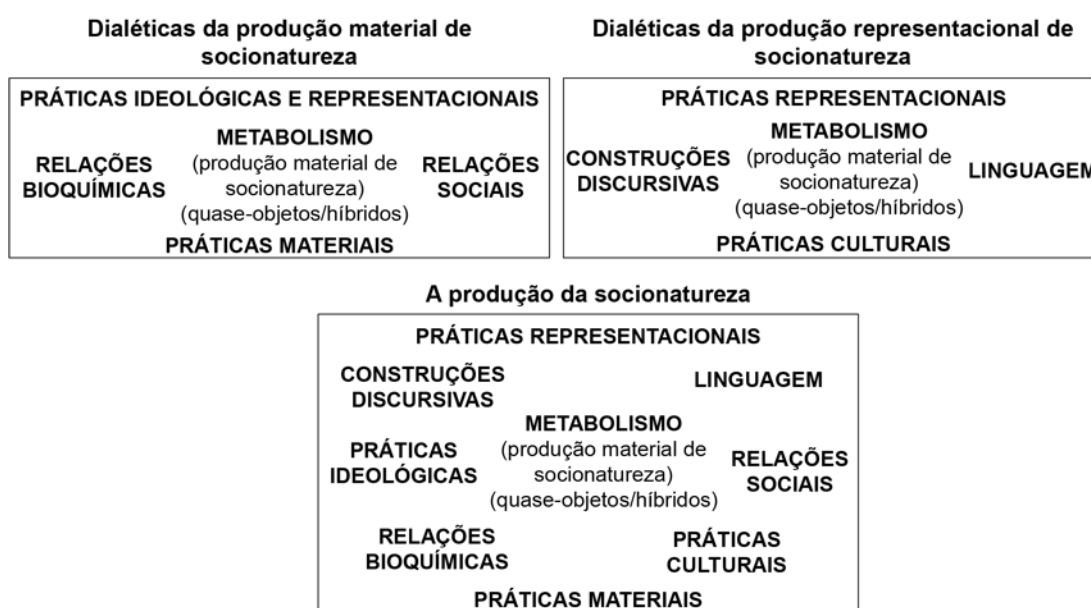 Dialéticas da produção material de
socionatureza
PRÁTICAS IDEOLÓGICAS E REPRESENTACIONAIS
METABOLISMO
(produção material de
socionatureza)
(quase-objetos/híbridos)
RELAÇÕES
BIOQUÍMICAS
RELAÇÕES
SOCIAIS
PRÁTICAS MATERIAIS
Dialéticas da produção representacional de
socionatureza
PRÁTICAS REPRESENTACIONAIS
METABOLISMO
(produção material de
socionatureza)
(quase-objetos/híbridos)
CONSTRUÇÕES
DISCURSIVAS
LINGUAGEM
PRÁTICAS CULTURAIS
A produção da socionatureza
PRÁTICAS REPRESENTACIONAIS
CONSTRUÇÕES
DISCURSIVAS
LINGUAGEM
METABOLISMO
(produção material de
socionatureza)
(quase-objetos/híbridos)
PRÁTICAS
IDEOLÓGICAS
RELAÇÕES
SOCIAIS
RELAÇÕES
BIOQUÍMICAS
PRÁTICAS
CULTURAIS
PRÁTICAS MATERIAIS